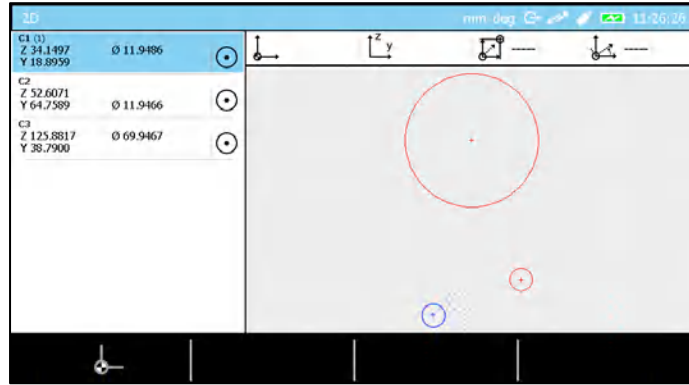 2D
mm deg 11:26:26
C1 (1)
Z 34.1497 Ø 11.9486
Y 18.8959
C2
Z 52.6071
Y 64.7589 Ø 11.9466
C3
Z 125.8817 Ø 69.9467
Y 38.7900
z
y
----
----